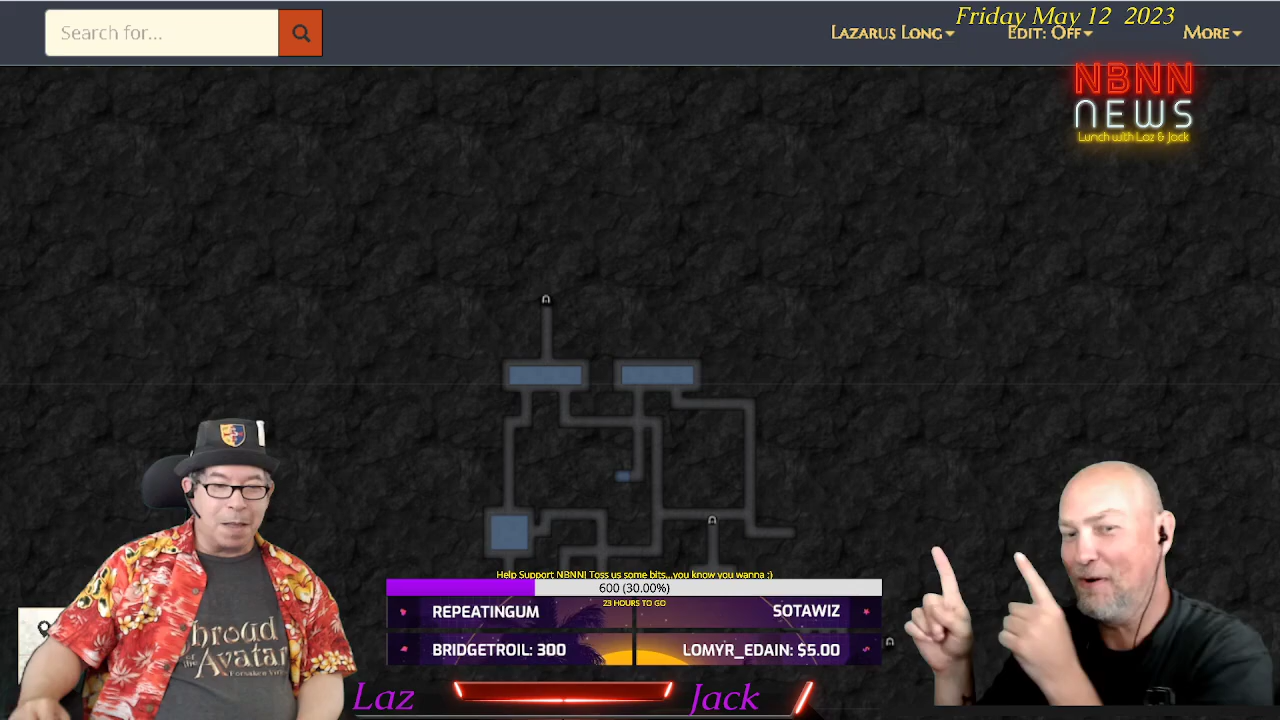 Friday May 12 2023
Search for...
Lazarus Long
Edit: Off
More
NBNN
news
Lunch with Laz & Jack
Help Support NBNN! Toss us some bits...you know you wanna :)
600 (30.00%)
23 HOURS TO GO
REPEATINGUM
SOTAWIZ
BRIDGETROIL: 300
LOMYR_EDAIN: $5.00
Shroud
of the
Avatar
Laz
Jack